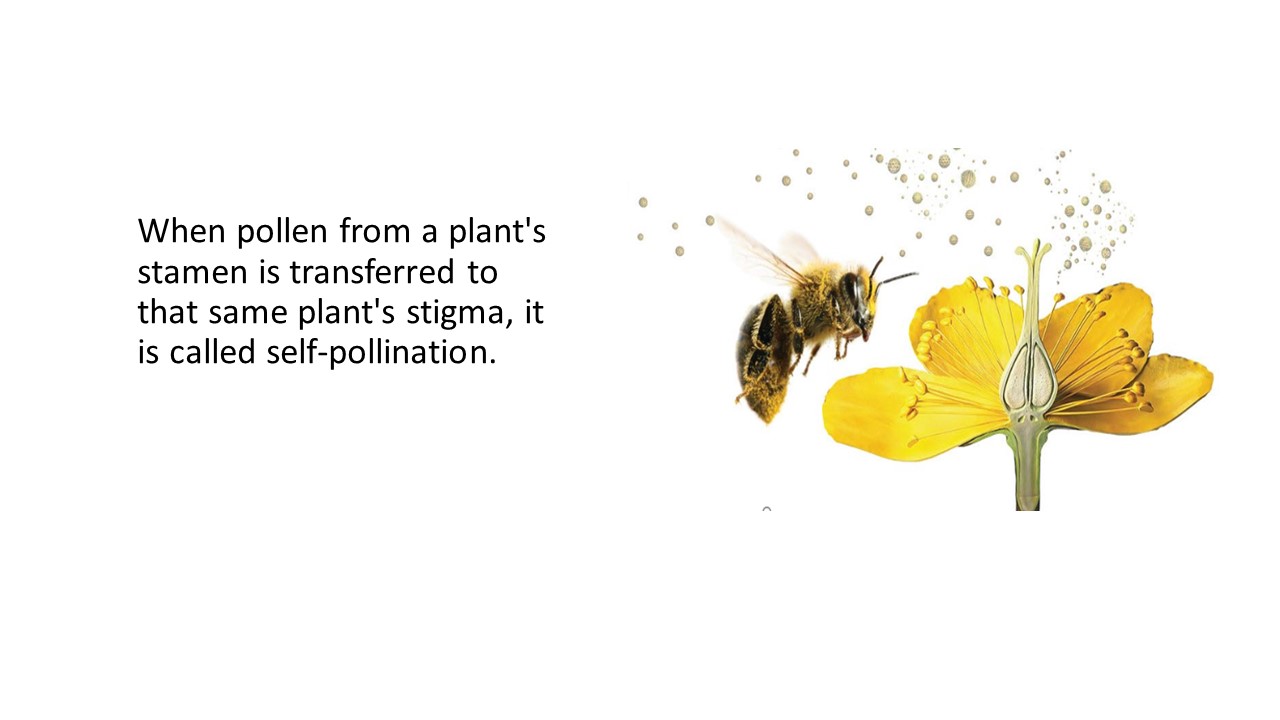 When pollen from a plant's
stamen is transferred to
that same plant's stigma, it
is called self-pollination.